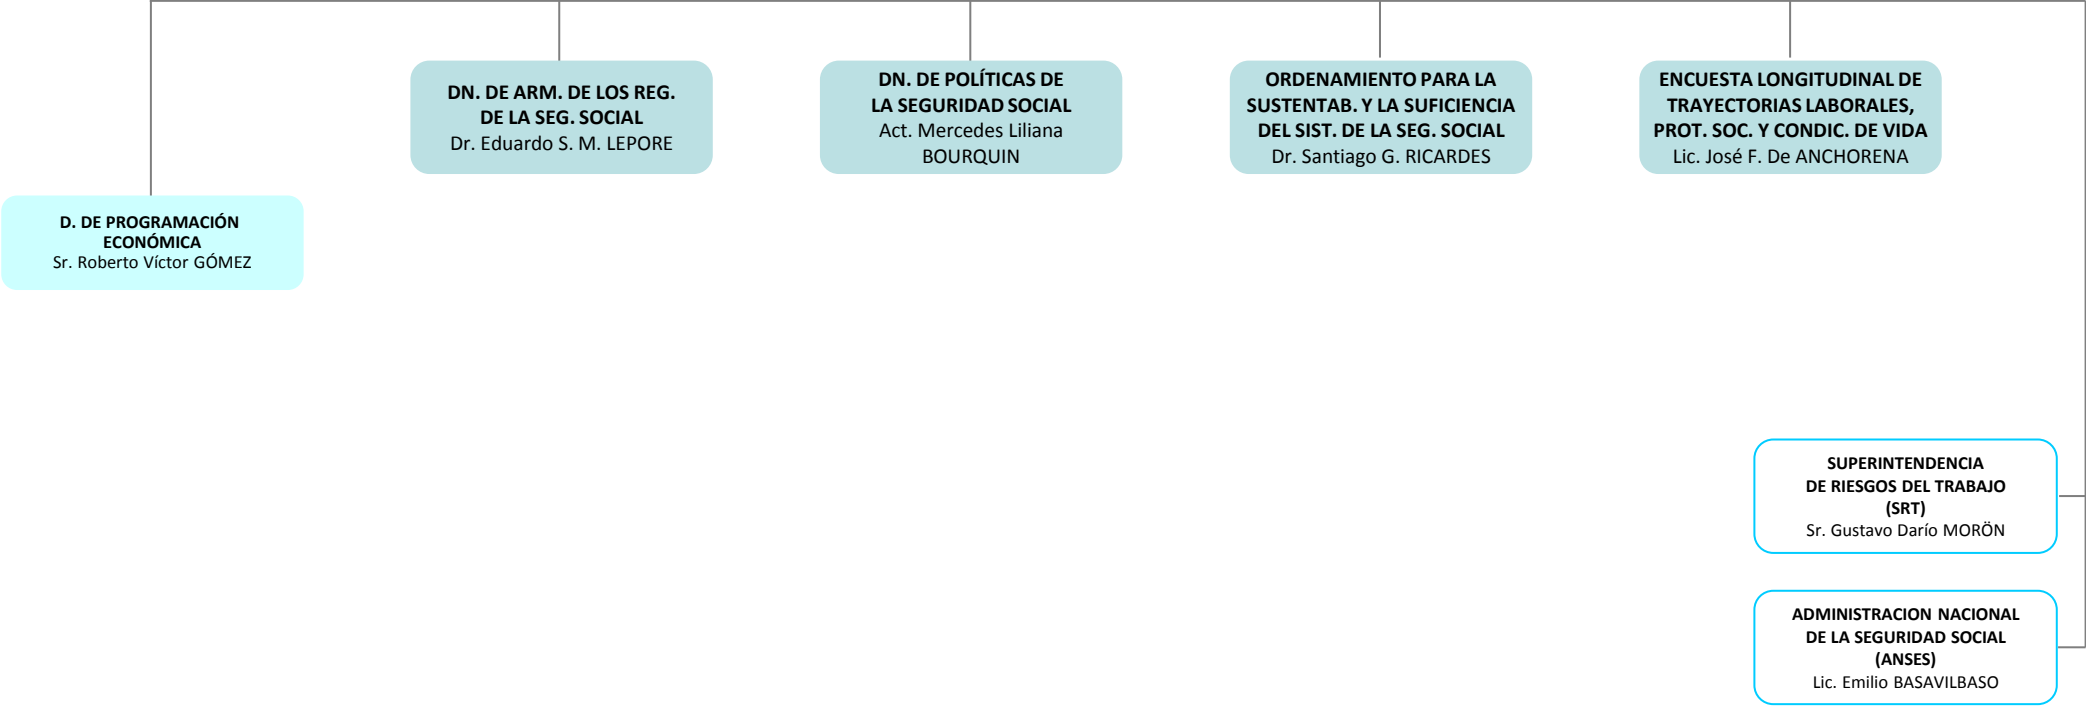 DN. DE ARM. DE LOS REG.
DE LA SEG. SOCIAL
Dr. Eduardo S. M. LEPORE
DN. DE POLÍTICAS DE
LA SEGURIDAD SOCIAL
Act. Mercedes Liliana
BOURQUIN
ORDENAMIENTO PARA LA
SUSTENTAB. Y LA SUFICIENCIA
DEL SIST. DE LA SEG. SOCIAL
Dr. Santiago G. RICARDES
ENCUESTA LONGITUDINAL DE
TRAYECTORIAS LABORALES,
PROT. SOC. Y CONDIC. DE VIDA
Lic. José F. De ANCHORENA
D. DE PROGRAMACIÓN
ECONÓMICA
Sr. Roberto Víctor GÓMEZ
SUPERINTENDENCIA
DE RIESGOS DEL TRABAJO
(SRT)
Sr. Gustavo Darío MORÖN
ADMINISTRACION NACIONAL
DE LA SEGURIDAD SOCIAL
(ANSES)
Lic. Emilio BASAVILBASO